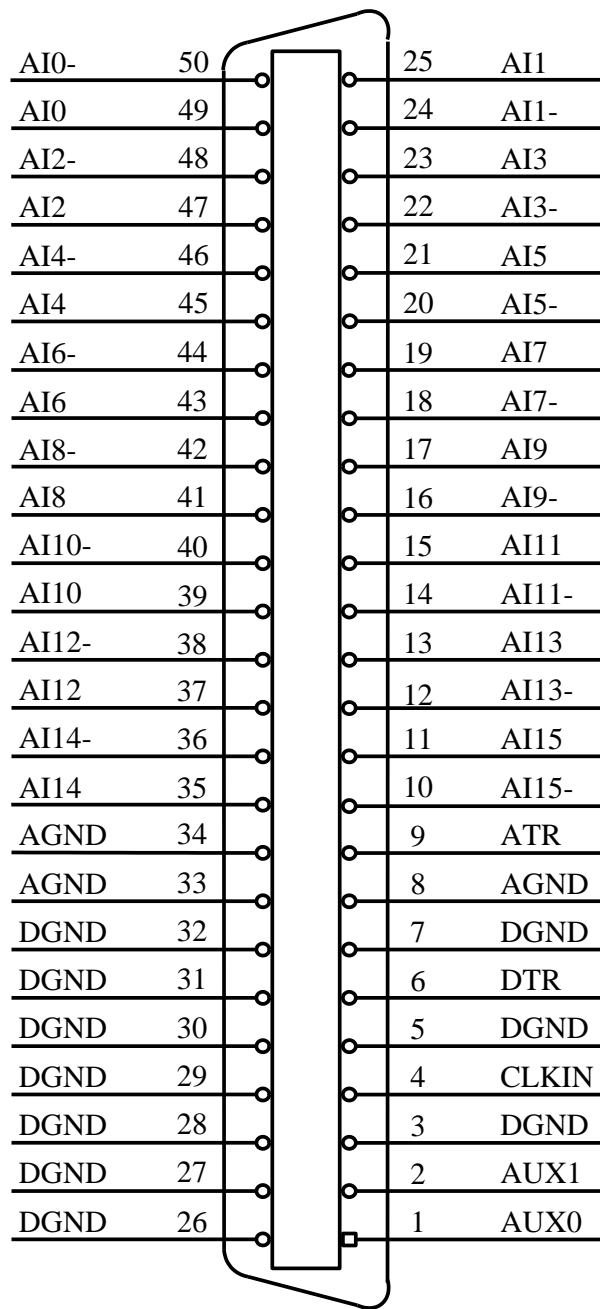 AI0- 50 25 AI1
AI0 49 24 AI1-
AI2- 48 23 AI3
AI2 47 22 AI3-
AI4- 46 21 AI5
AI4 45 20 AI5-
AI6- 44 19 AI7
AI6 43 18 AI7-
AI8- 42 17 AI9
AI8 41 16 AI9-
AI10- 40 15 AI11
AI10 39 14 AI11-
AI12- 38 13 AI13
AI12 37 12 AI13-
AI14- 36 11 AI15
AI14 35 10 AI15-
AGND 34 9 ATR
AGND 33 8 AGND
DGND 32 7 DGND
DGND 31 6 DTR
DGND 30 5 DGND
DGND 29 4 CLKIN
DGND 28 3 DGND
DGND 27 2 AUX1
DGND 26 1 AUX0